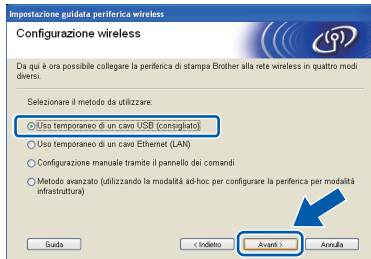 Impostazione guidata periferica wireless
Configurazione wireless
Da qui è ora possibile collegare la periferica di stampa Brother alla rete wireless in quattro modi
diversi.
Selezionare il metodo da utilizzare:
Uso temporaneo di un cavo USB (consigliato)
Uso temporaneo di un cavo Ethernet (LAN)
Configurazione manuale tramite il pannello dei comandi
Metodo avanzato (utilizzando la modalità ad-hoc per configurare la periferica per modalità
infrastruttura)
Guida
< Indietro
Avanti >
Annulla